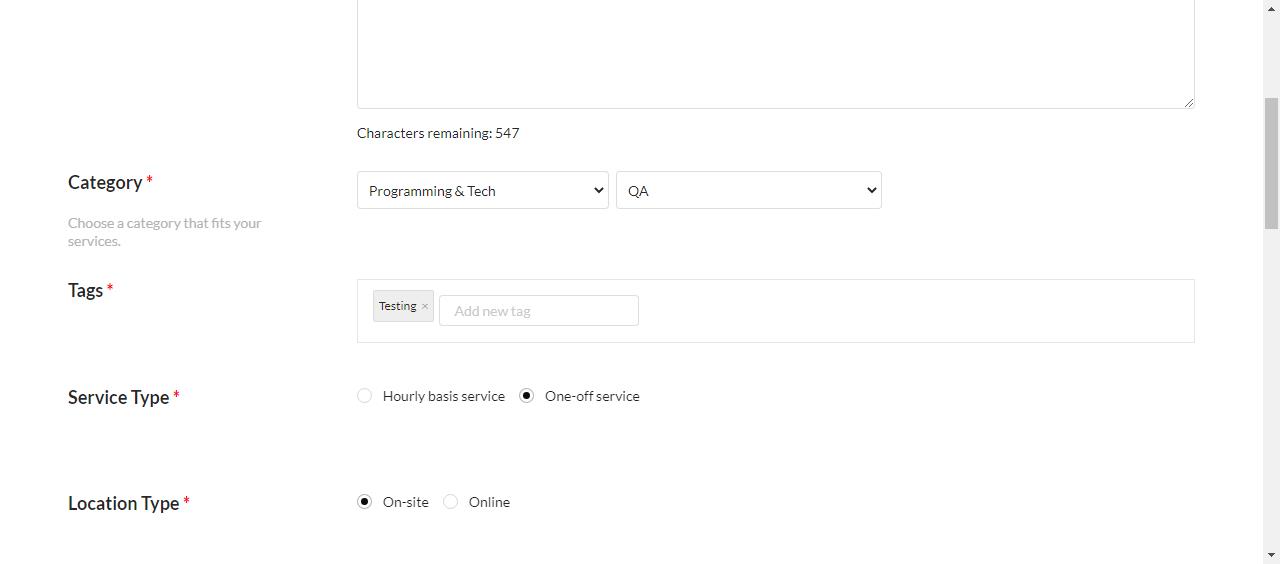 Characters remaining: 547
Category *
Programming & Tech
QA
Choose a category that fits your
services.
Tags *
Testing ×
Add new tag
Service Type *
Hourly basis service
One-off service
Location Type *
On-site
Online